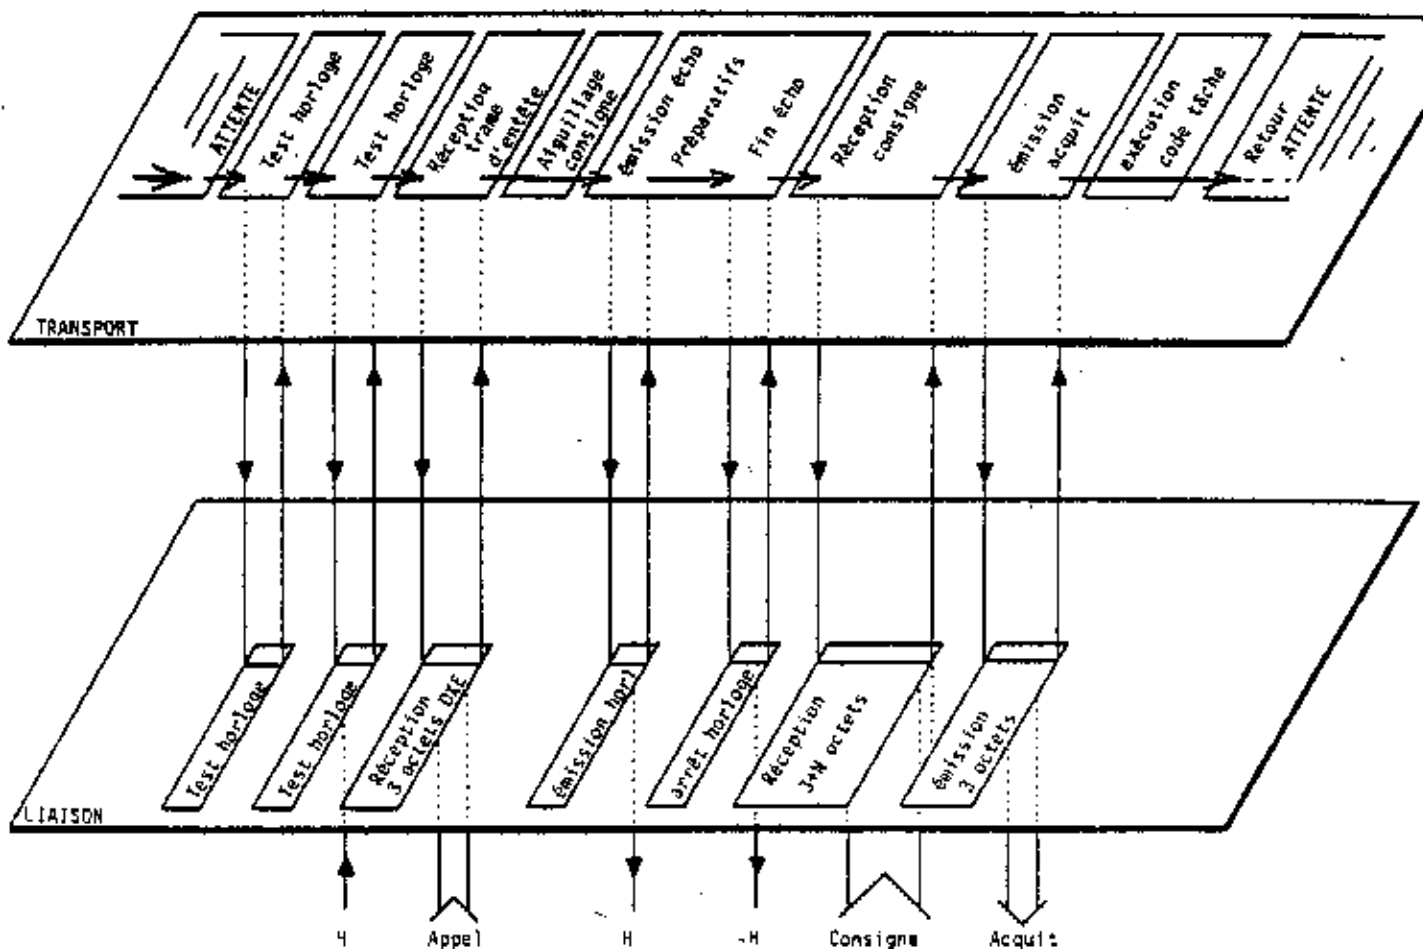 ATTENTE
Test horloge
Test horloge
Réception
trame
d'entête
Aiguillage
consigne
émission écho
Préparatifs
Fin écho
Réception
consigne
émission
acquit
exécution
code tâche
Retour
ATTENTE
TRANSPORT
Test horloge
Test horloge
Réception
3 octets DXE
émission horl
arrêt horloge
Réception
3+N octets
émission
3 octets
LIAISON
H
Appel
H
-H
Consigne
Acquit